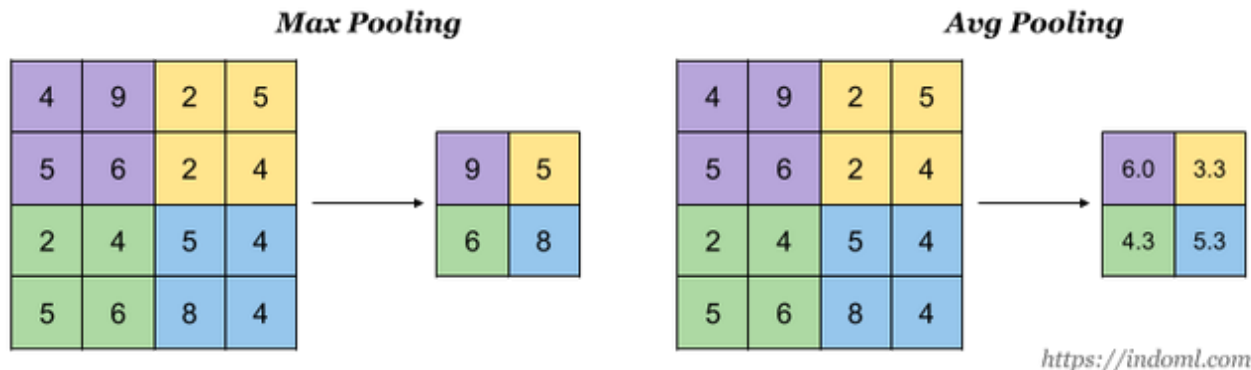 Max Pooling
4 9 2 5
5 6 2 4
2 4 5 4
5 6 8 4
9 5
6 8
Avg Pooling
4 9 2 5
5 6 2 4
2 4 5 4
5 6 8 4
6.0 3.3
4.3 5.3
https://indoml.com